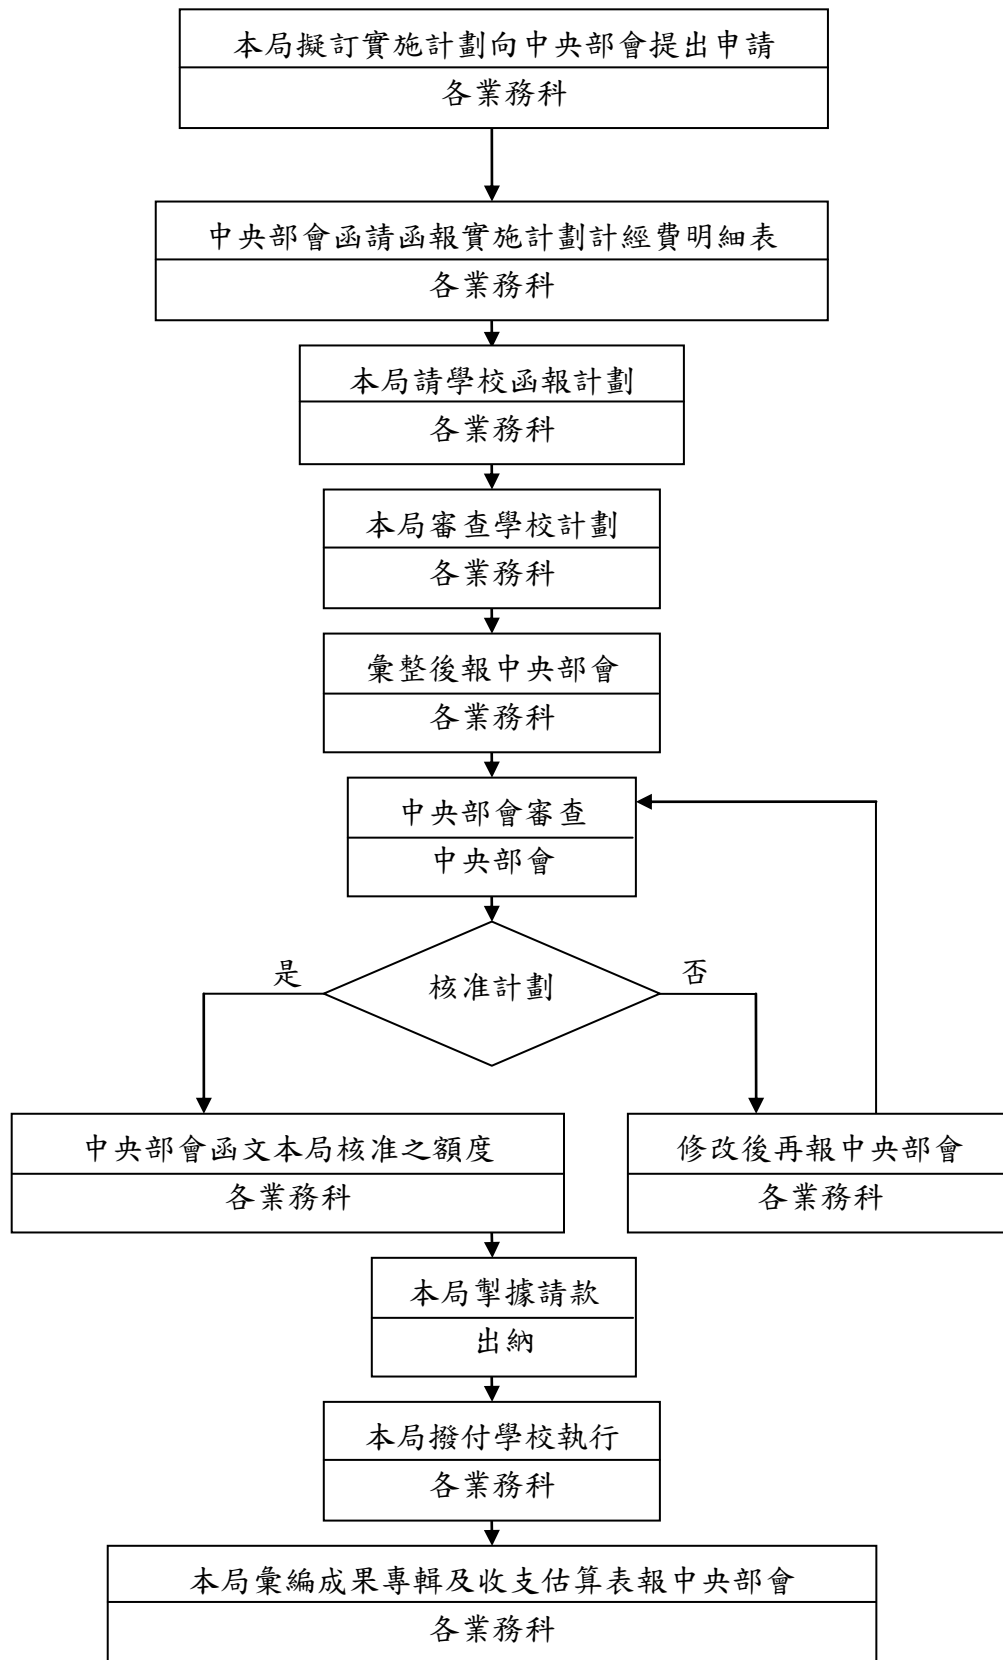 本局擬訂實施計劃向中央部會提出申請
各業務科
中央部會函請函報實施計劃計經費明細表
各業務科
本局請學校函報計劃
各業務科
本局審查學校計劃
各業務科
彙整後報中央部會
各業務科
中央部會審查
中央部會
是
核准計劃
否
中央部會函文本局核准之額度
各業務科
修改後再報中央部會
各業務科
本局掣據請款
出納
本局撥付學校執行
各業務科
本局彙編成果專輯及收支估算表報中央部會
各業務科